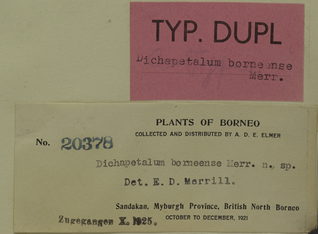 TYP. DUPL
Dichapetalum borneense
Merr.
PLANTS OF BORNEO
COLLECTED AND DISTRIBUTED BY A. D. E. ELMER
No. 20378
Dichapetalum borneense Merr. n. sp.
Det. E. D. Merrill.
Sandakan, Myburgh Province, British North Borneo
OCTOBER TO DECEMBER, 1921
Zugegangen X.1925.